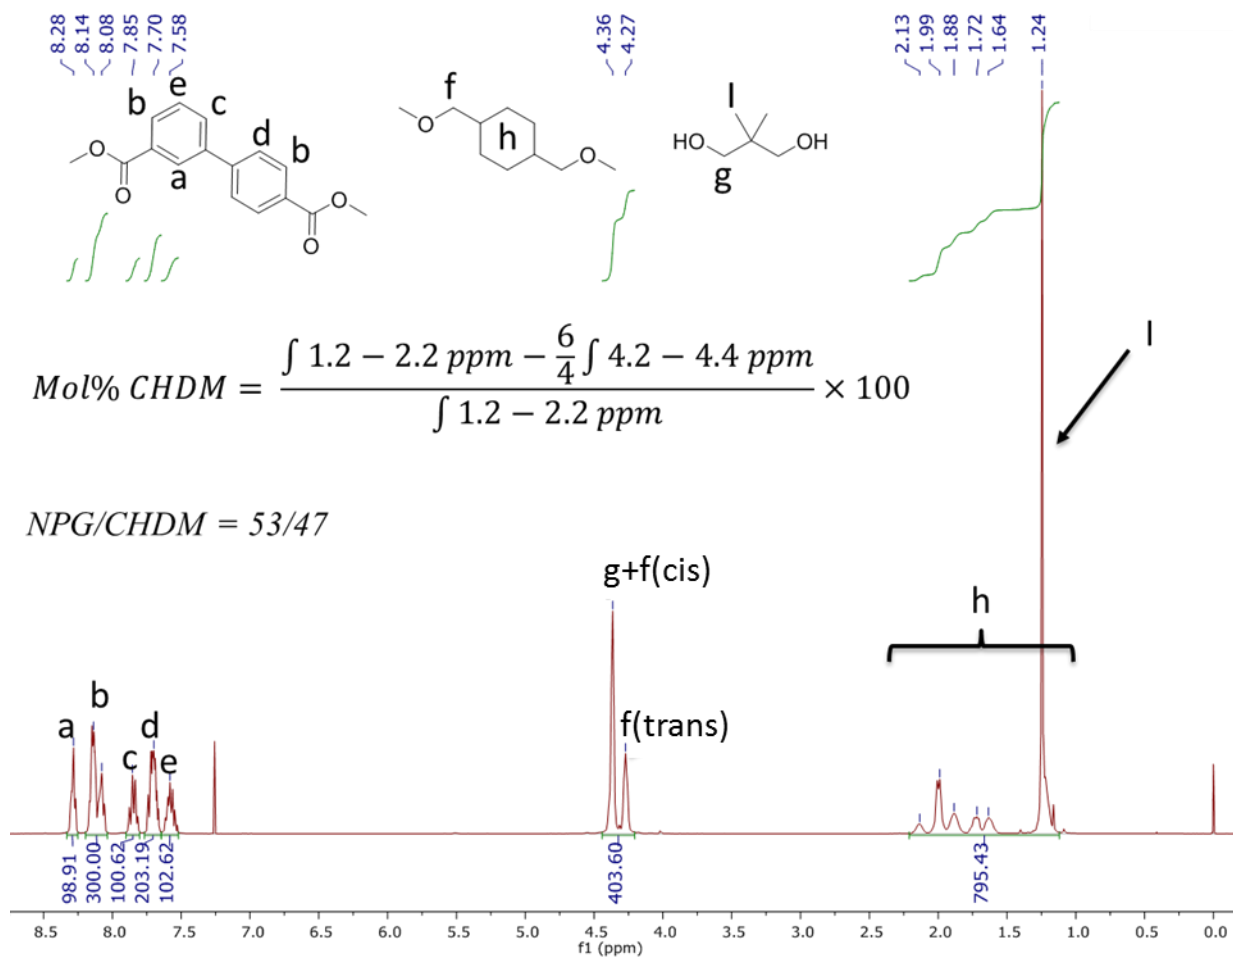 8.28 8.14 8.08 7.85 7.70 7.58 4.36 4.27 2.13 1.99 1.88 1.72 1.64 1.24
b e c d b a
O O O O
f h O O
l HO OH g
Mol% CHDM = ∫ 1.2 − 2.2 ppm − 6/4 ∫ 4.2 − 4.4 ppm / ∫ 1.2 − 2.2 ppm × 100
l
NPG/CHDM = 53/47
g+f(cis)
h
f(trans)
a b c d e
98.91 300.00 100.62 203.19 102.62 403.60 795.43
8.5 8.0 7.5 7.0 6.5 6.0 5.5 5.0 4.5 4.0 3.5 3.0 2.5 2.0 1.5 1.0 0.5 0.0
f1 (ppm)